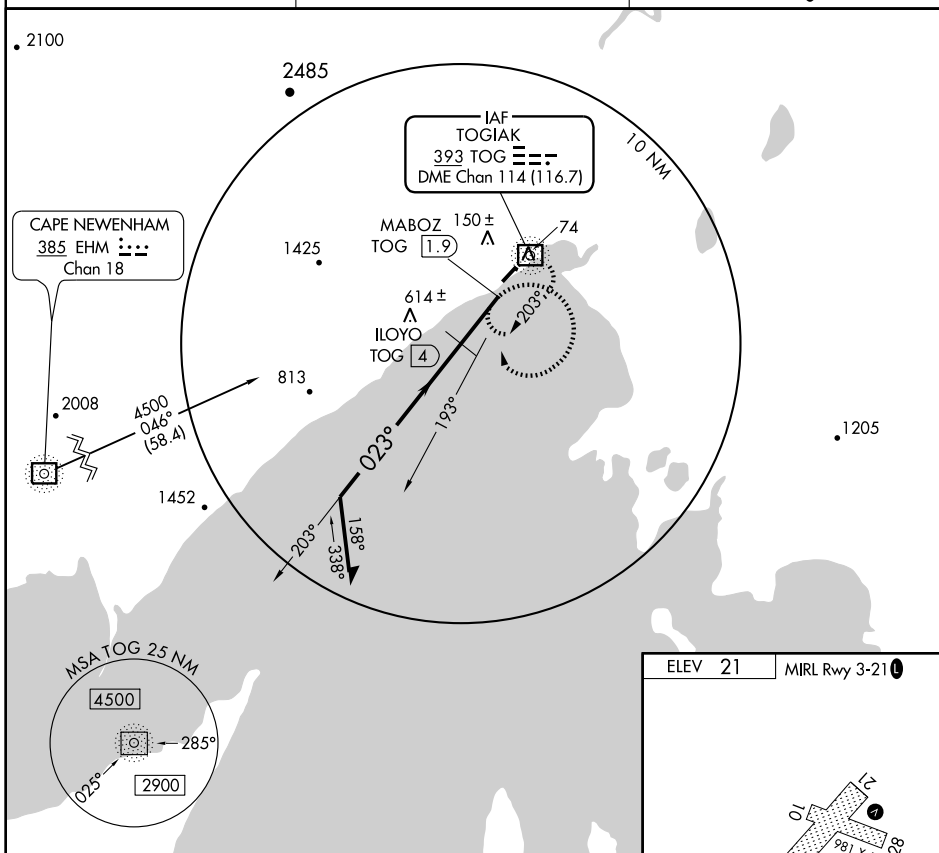 2100
2485
IAF
TOGIAK
393 TOG
DME Chan 114 (116.7)
10 NM
CAPE NEWENHAM
385 EHM
Chan 18
MABOZ
TOG 1.9
150 ±
74
1425
614 ±
ILOYO
TOG 4
203°
813
193°
4500
046°
(58.4)
2008
023°
1205
1452
203°
338°
158°
MSA TOG 25 NM
4500
285°
025°
2900
ELEV 21
MIRL Rwy 3-21 L
21
10
V
981 X
28